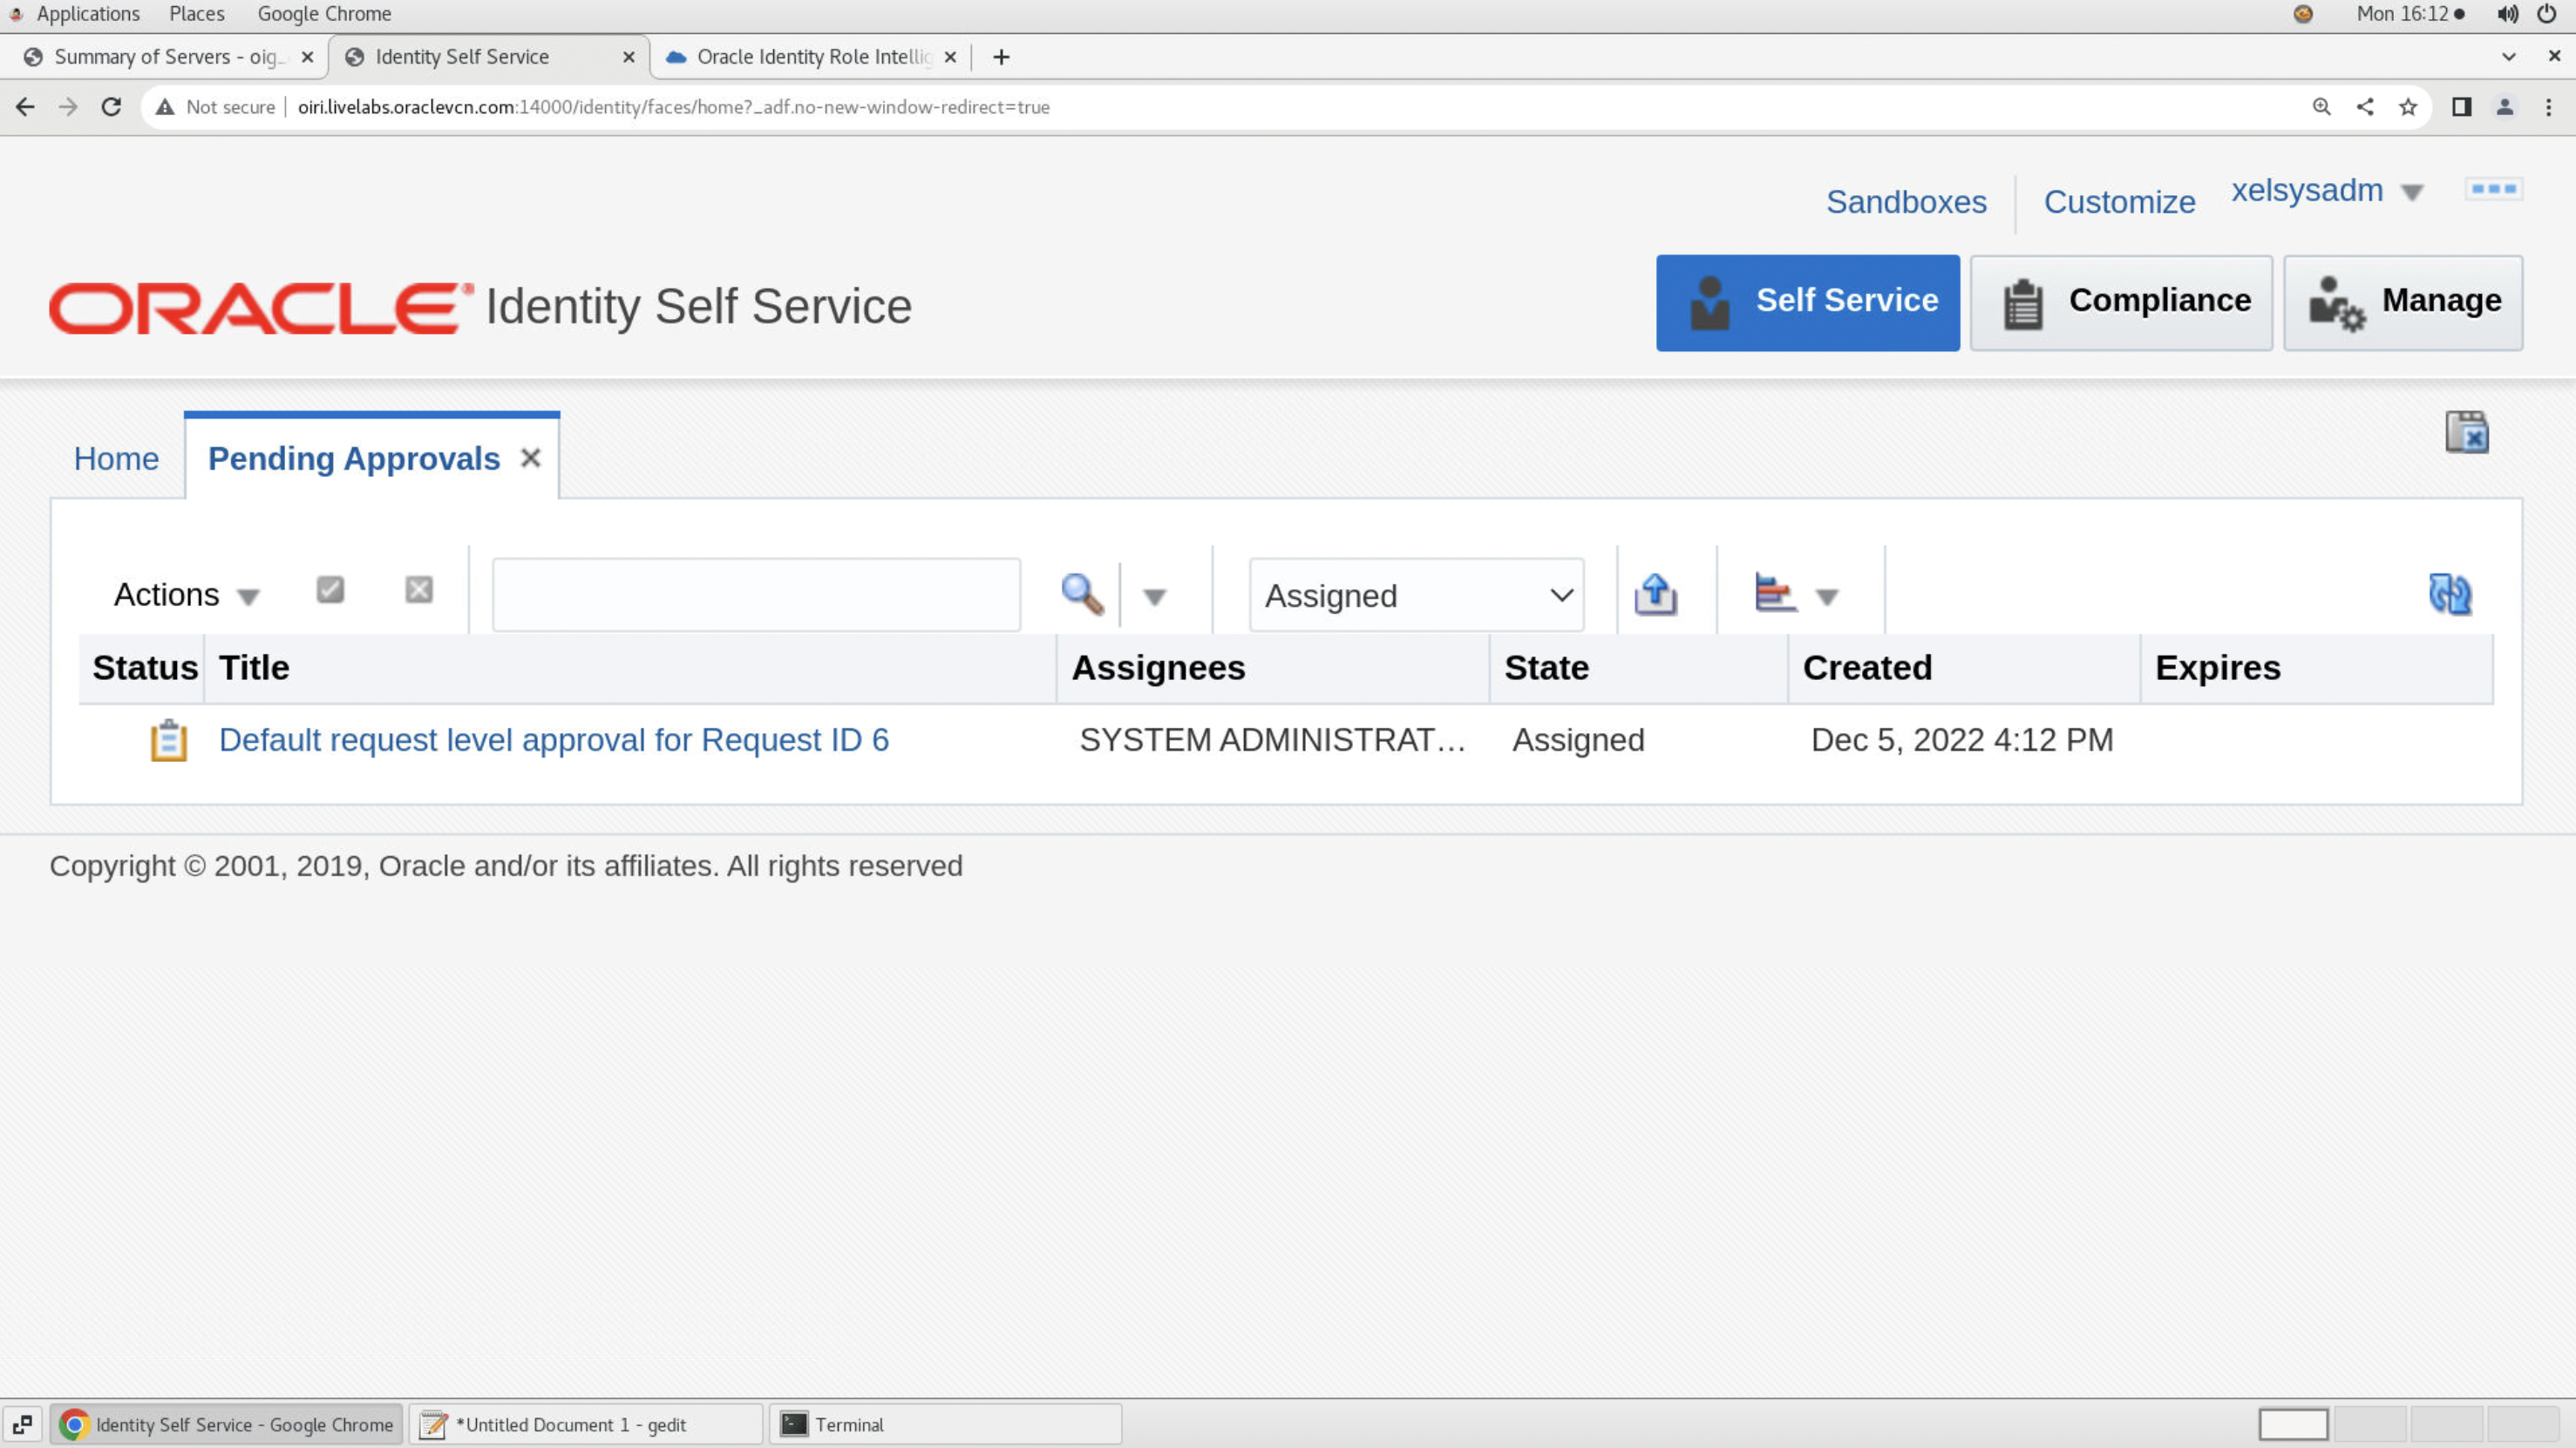 Applications Places Google Chrome Mon 16:12
Summary of Servers - oig_ Identity Self Service Oracle Identity Role Intellig
Not secure oiri.livelabs.oraclevcn.com:14000/identity/faces/home?_adf.no-new-window-redirect=true
Sandboxes Customize xelsysadm
ORACLE® Identity Self Service Self Service Compliance Manage
Home Pending Approvals
Actions Assigned
Status Title Assignees State Created Expires
Default request level approval for Request ID 6 SYSTEM ADMINISTRAT... Assigned Dec 5, 2022 4:12 PM
Copyright © 2001, 2019, Oracle and/or its affiliates. All rights reserved
Identity Self Service - Google Chrome *Untitled Document 1 - gedit Terminal